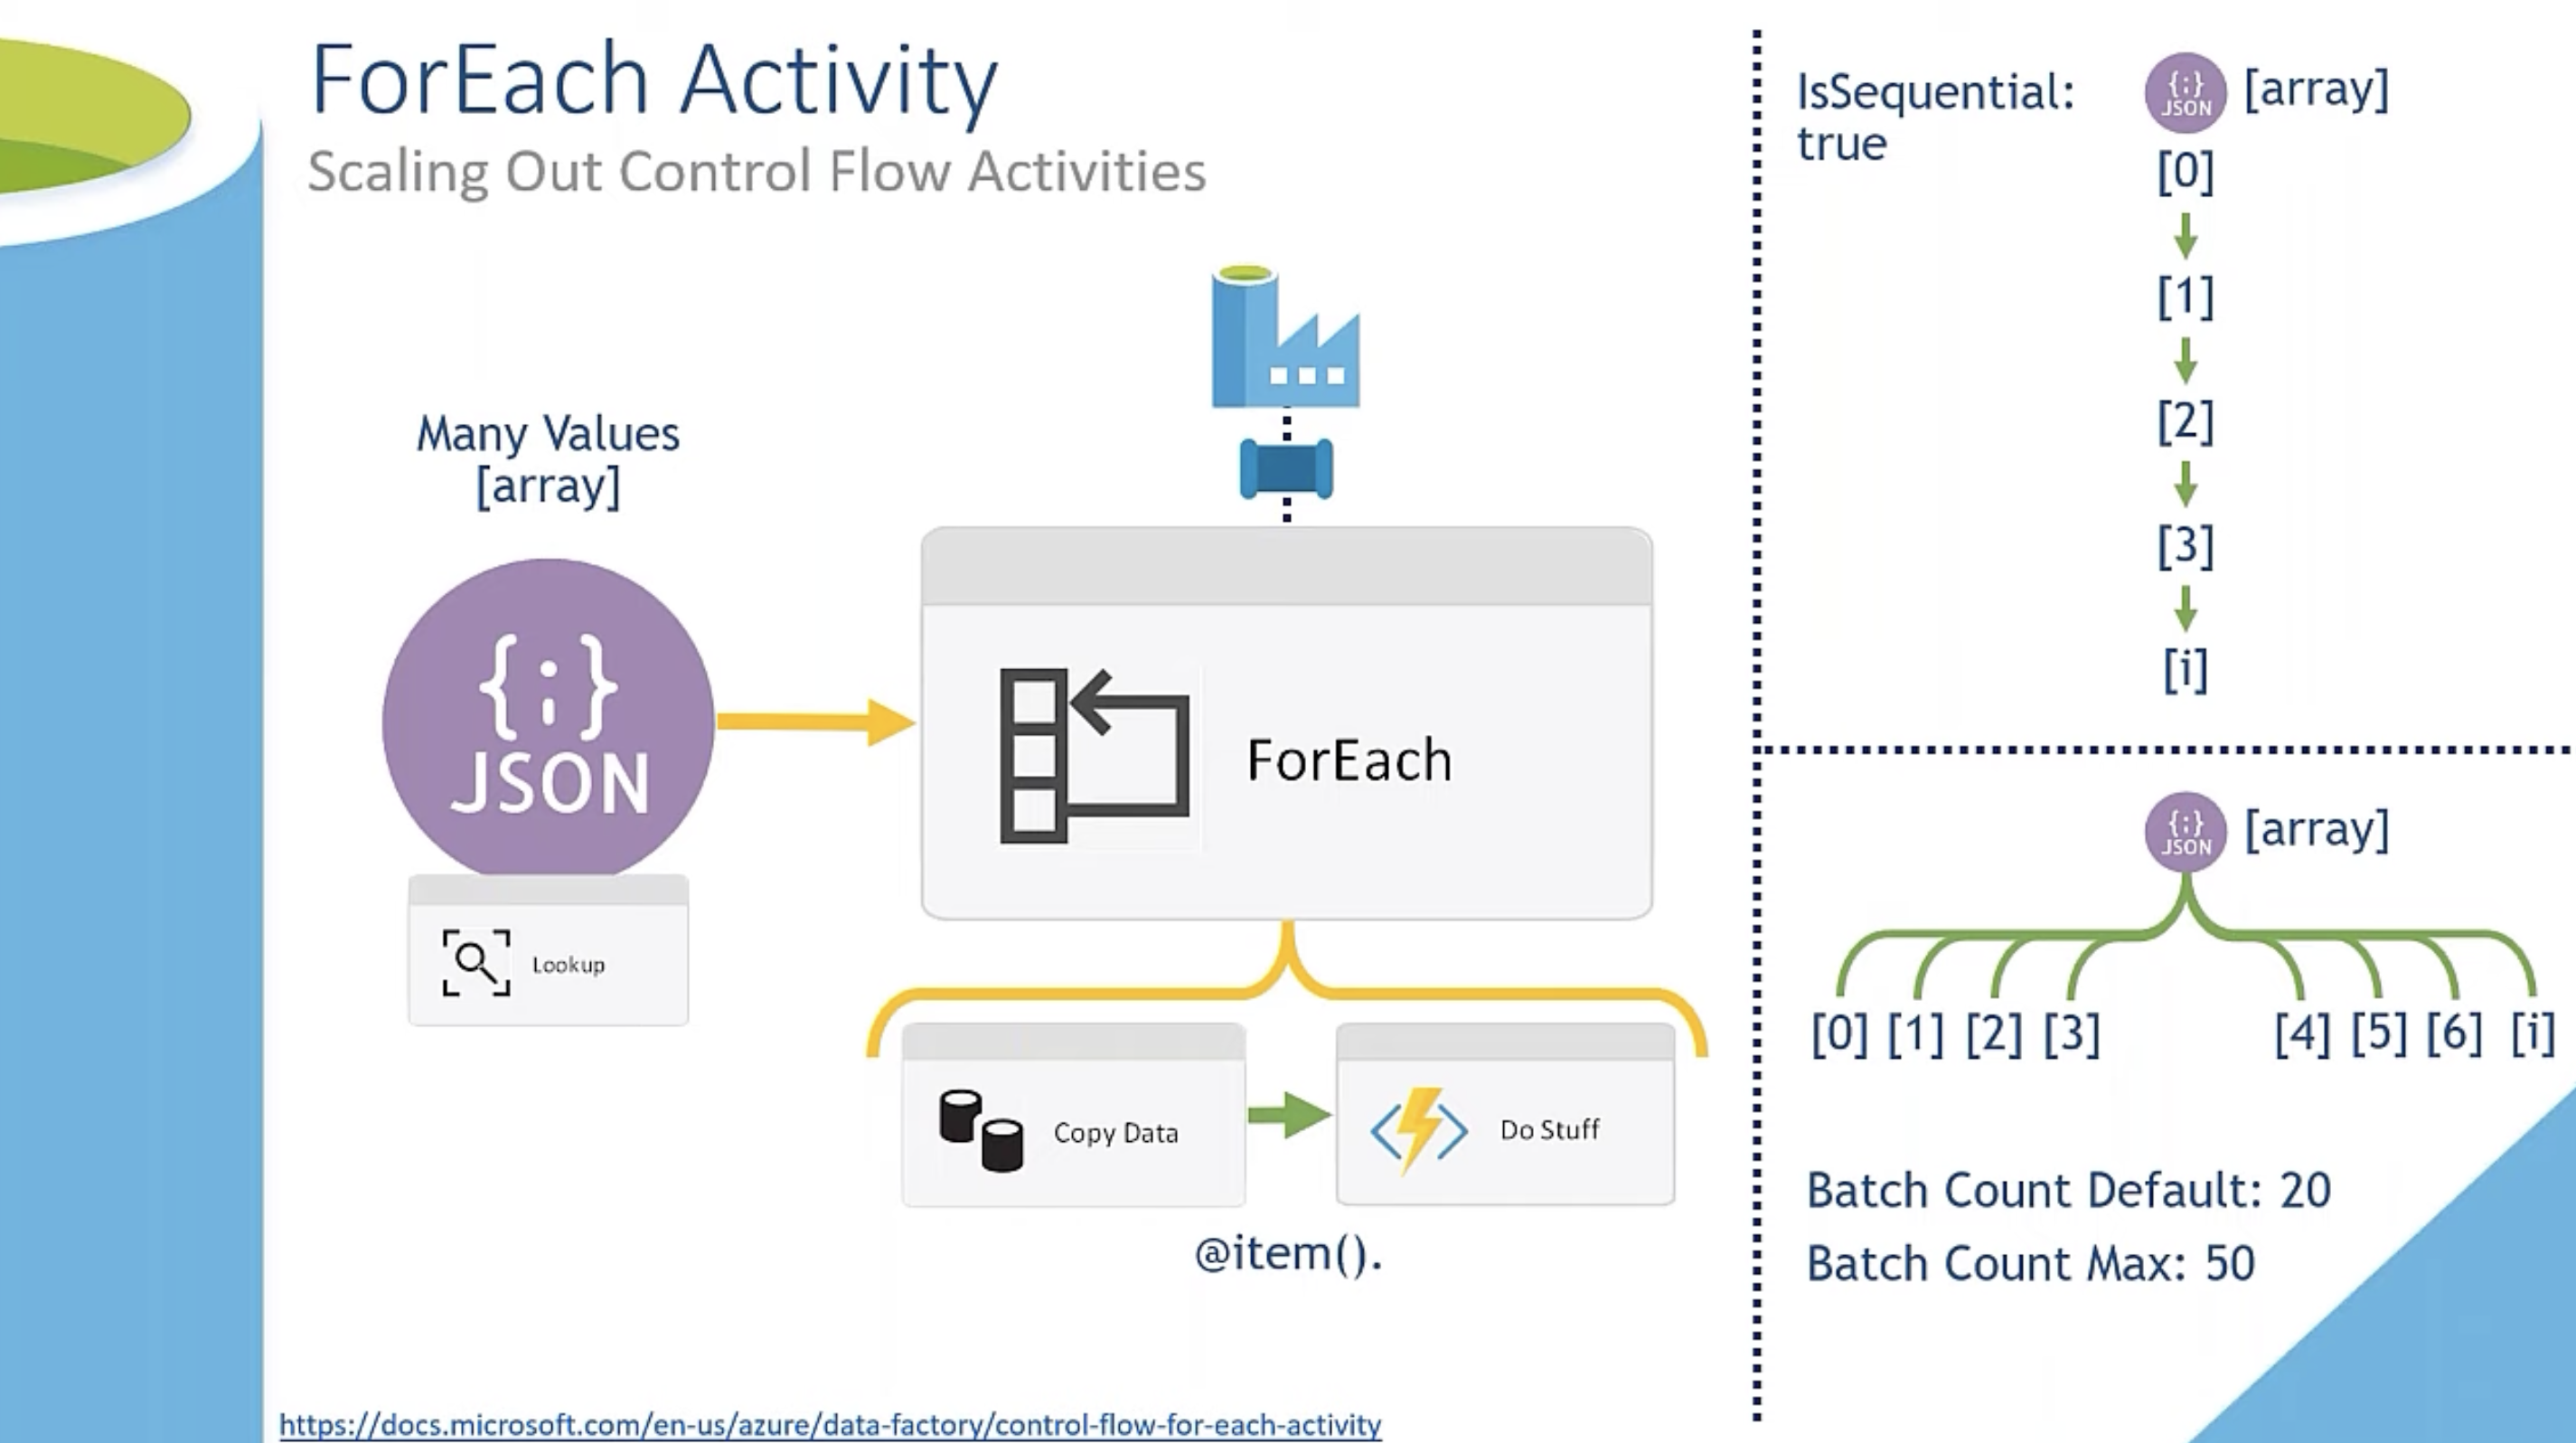 ForEach Activity
Scaling Out Control Flow Activities
Many Values
[array]
{;}
JSON
Lookup
ForEach
Copy Data
Do Stuff
@item().
https://docs.microsoft.com/en-us/azure/data-factory/control-flow-for-each-activity
IsSequential:
true
{;}
JSON
[array]
[0]
[1]
[2]
[3]
[i]
{;}
JSON
[array]
[0] [1] [2] [3] [4] [5] [6] [i]
Batch Count Default: 20
Batch Count Max: 50